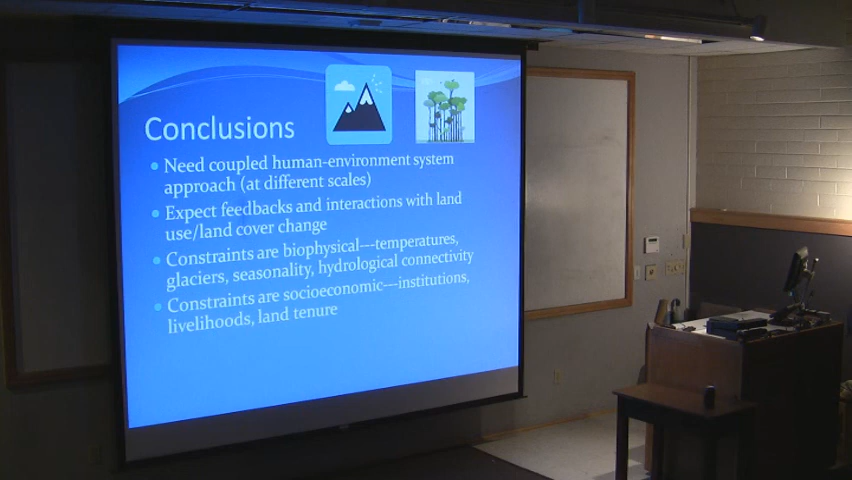 Conclusions
• Need coupled human-environment system
approach (at different scales)
• Expect feedbacks and interactions with land
use/land cover change
• Constraints are biophysical---temperatures,
glaciers, seasonality, hydrological connectivity
• Constraints are socioeconomic---institutions,
livelihoods, land tenure